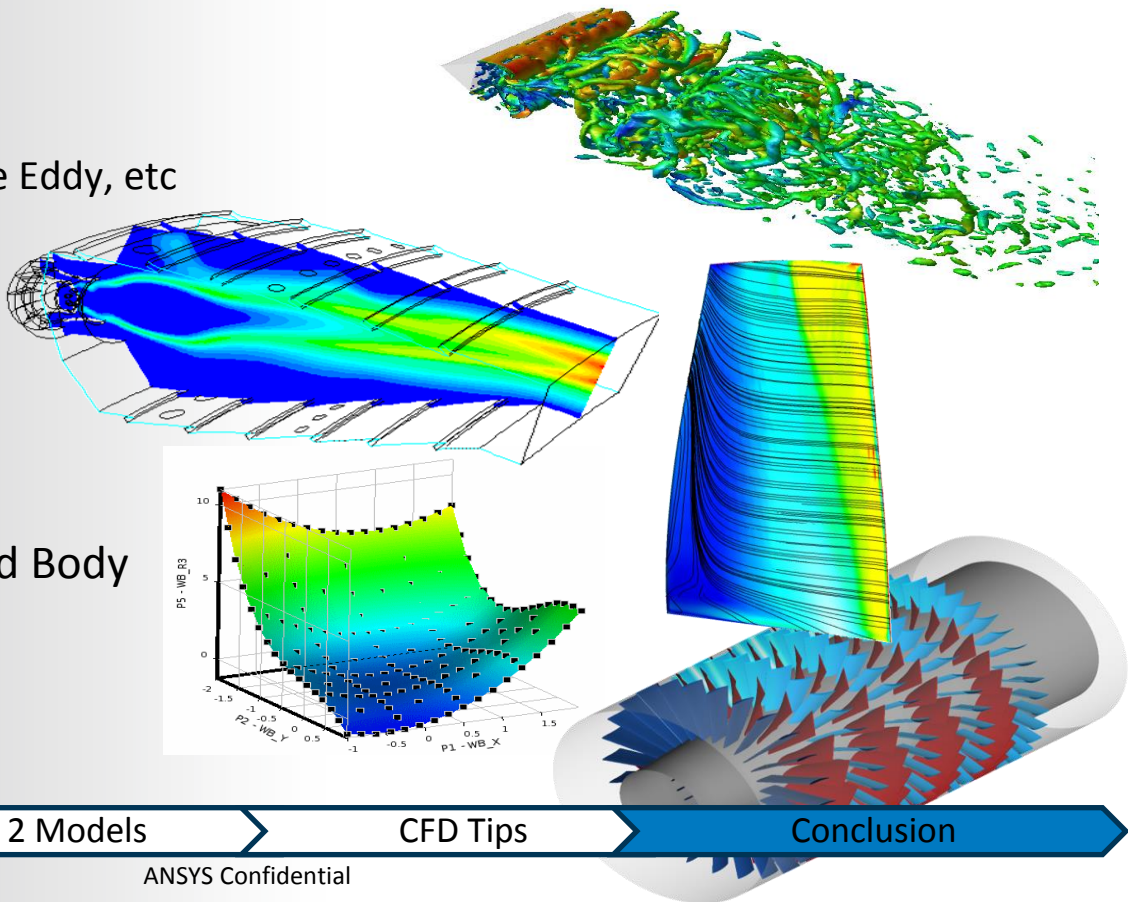 e Eddy, etc
d Body
P5 - WB_R3
10
5
0
-2
-1.5
-1
-0.5
0
0.5
P2 - WB_Y
-1
-0.5
0
0.5
1
1.5
P1 - WB_X
2 Models
CFD Tips
Conclusion
ANSYS Confidential